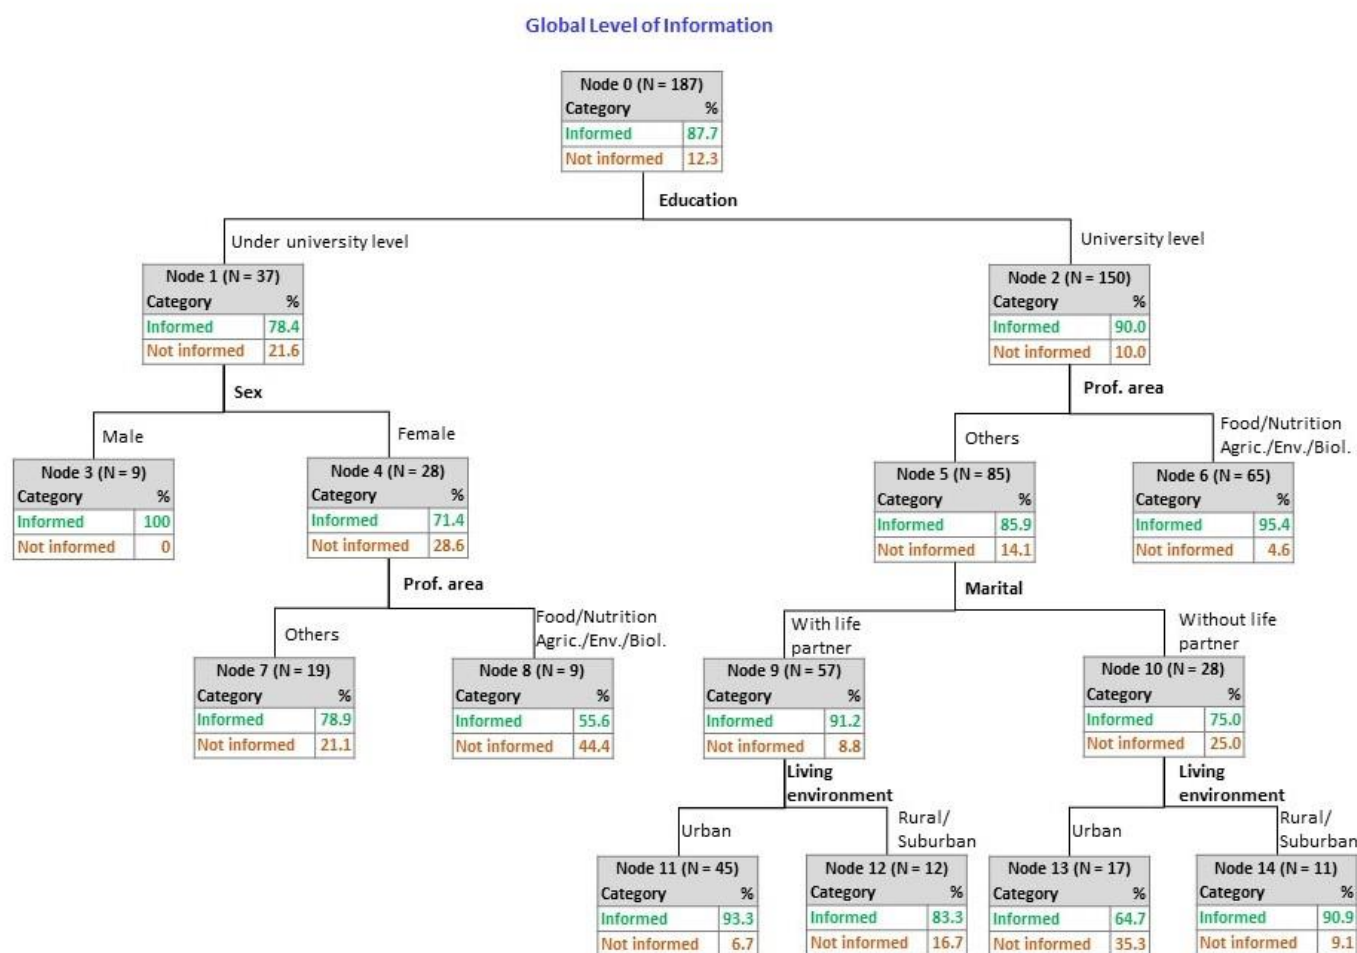 Global Level of Information
Node 0 (N = 187)
Category %
Informed 87.7
Not informed 12.3
Education
Under university level
University level
Node 1 (N = 37)
Category %
Informed 78.4
Not informed 21.6
Node 2 (N = 150)
Category %
Informed 90.0
Not informed 10.0
Sex
Prof. area
Male
Female
Others
Food/Nutrition
Agric./Env./Biol.
Node 3 (N = 9)
Category %
Informed 100
Not informed 0
Node 4 (N = 28)
Category %
Informed 71.4
Not informed 28.6
Node 5 (N = 85)
Category %
Informed 85.9
Not informed 14.1
Node 6 (N = 65)
Category %
Informed 95.4
Not informed 4.6
Prof. area
Marital
Others
Food/Nutrition
Agric./Env./Biol.
With life
partner
Without life
partner
Node 7 (N = 19)
Category %
Informed 78.9
Not informed 21.1
Node 8 (N = 9)
Category %
Informed 55.6
Not informed 44.4
Node 9 (N = 57)
Category %
Informed 91.2
Not informed 8.8
Node 10 (N = 28)
Category %
Informed 75.0
Not informed 25.0
Living
environment
Living
environment
Urban
Rural/
Suburban
Urban
Rural/
Suburban
Node 11 (N = 45)
Category %
Informed 93.3
Not informed 6.7
Node 12 (N = 12)
Category %
Informed 83.3
Not informed 16.7
Node 13 (N = 17)
Category %
Informed 64.7
Not informed 35.3
Node 14 (N = 11)
Category %
Informed 90.9
Not informed 9.1